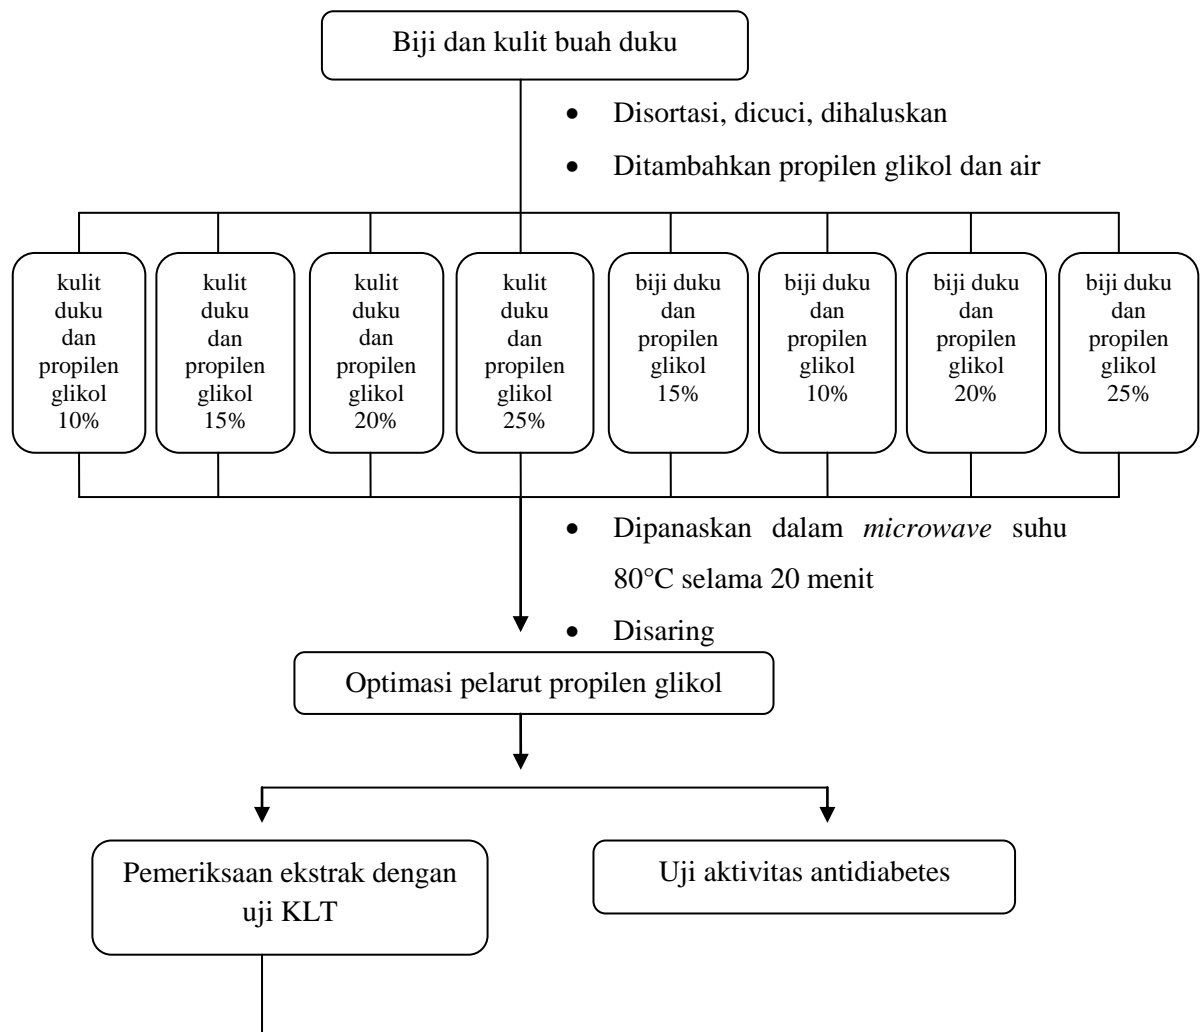 Biji dan kulit buah duku
• Disortasi, dicuci, dihaluskan
• Ditambahkan propilen glikol dan air
kulit
duku
dan
propilen
glikol
10%
kulit
duku
dan
propilen
glikol
15%
kulit
duku
dan
propilen
glikol
20%
kulit
duku
dan
propilen
glikol
25%
biji duku
dan
propilen
glikol
15%
biji duku
dan
propilen
glikol
10%
biji duku
dan
propilen
glikol
20%
biji duku
dan
propilen
glikol
25%
• Dipanaskan dalam microwave suhu
80°C selama 20 menit
• Disaring
Optimasi pelarut propilen glikol
Pemeriksaan ekstrak dengan
uji KLT
Uji aktivitas antidiabetes